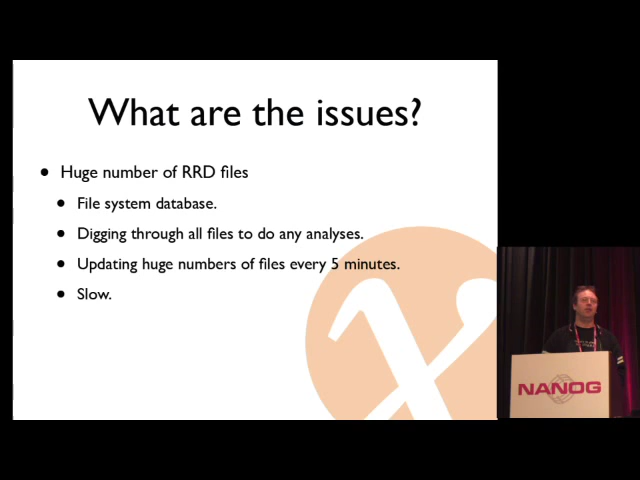 What are the issues?
• Huge number of RRD files
• File system database.
• Digging through all files to do any analyses.
• Updating huge numbers of files every 5 minutes.
• Slow.
NANOG